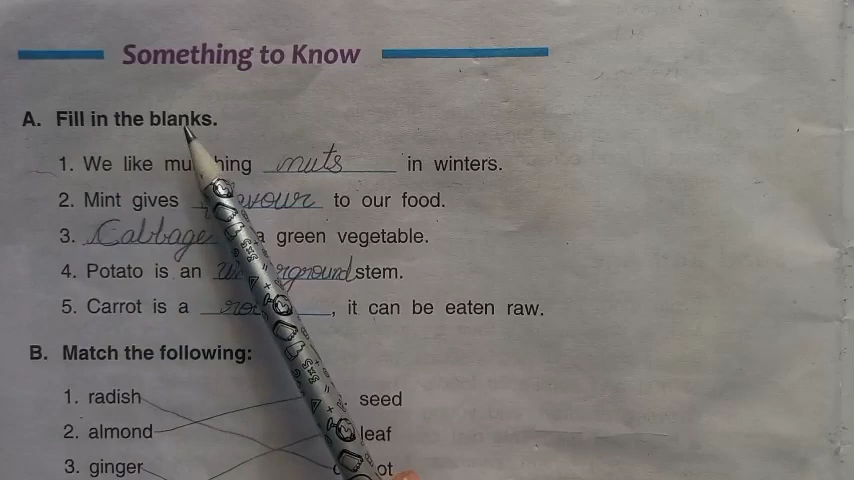 Something to Know
A. Fill in the blanks.
1. We like nuts in winters.
2. Mint gives to our food.
3. Cabbage a green vegetable.
4. Potato is an stem.
5. Carrot is a , it can be eaten raw.
B. Match the following:
1. radish seed
2. almond leaf
3. ginger